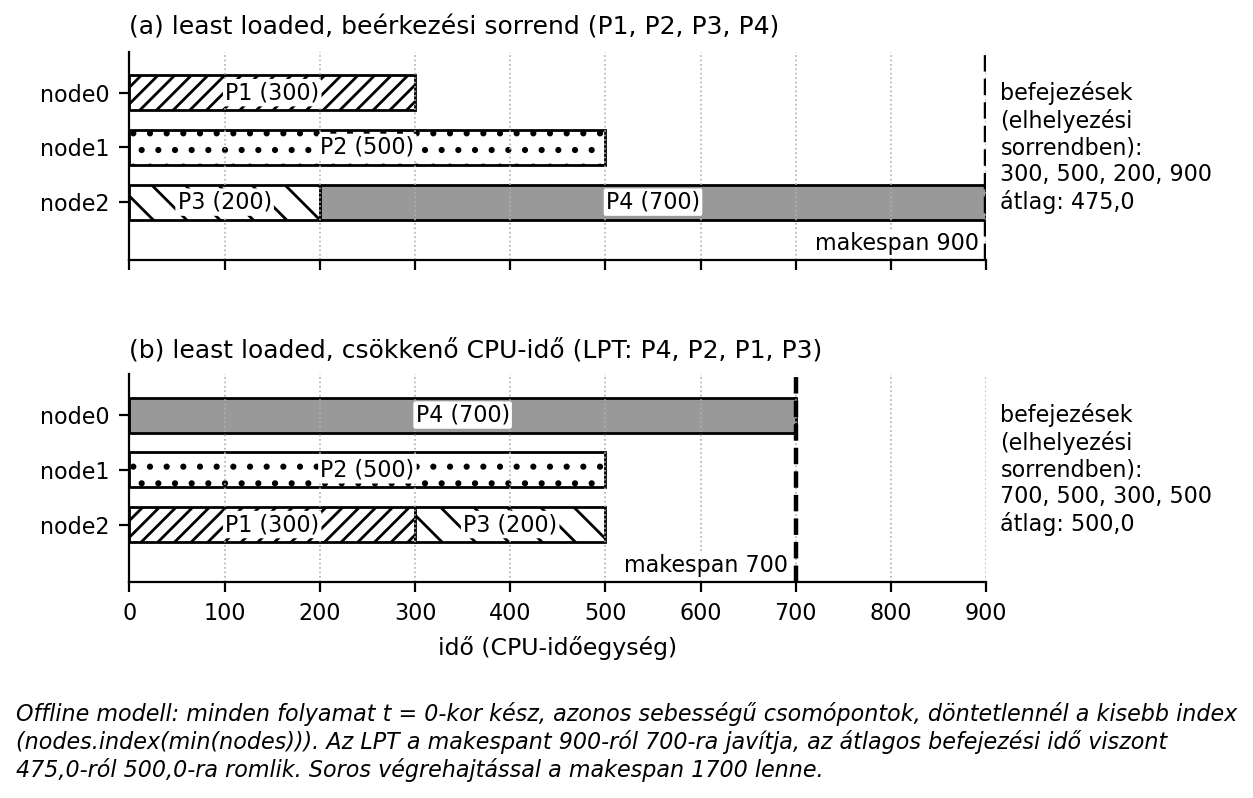 (a) least loaded, beérkezési sorrend (P1, P2, P3, P4)
node0
P1 (300)
node1
P2 (500)
node2
P3 (200)
P4 (700)
makespan 900
befejezések
(elhelyezési
sorrendben):
300, 500, 200, 900
átlag: 475,0
(b) least loaded, csökkenő CPU-idő (LPT: P4, P2, P1, P3)
node0
P4 (700)
node1
P2 (500)
node2
P1 (300)
P3 (200)
makespan 700
befejezések
(elhelyezési
sorrendben):
700, 500, 300, 500
átlag: 500,0
0 100 200 300 400 500 600 700 800 900
idő (CPU-időegység)
Offline modell: minden folyamat t = 0-kor kész, azonos sebességű csomópontok, döntetlennél a kisebb index
(nodes.index(min(nodes))). Az LPT a makespant 900-ról 700-ra javítja, az átlagos befejezési idő viszont
475,0-ról 500,0-ra romlik. Soros végrehajtással a makespan 1700 lenne.